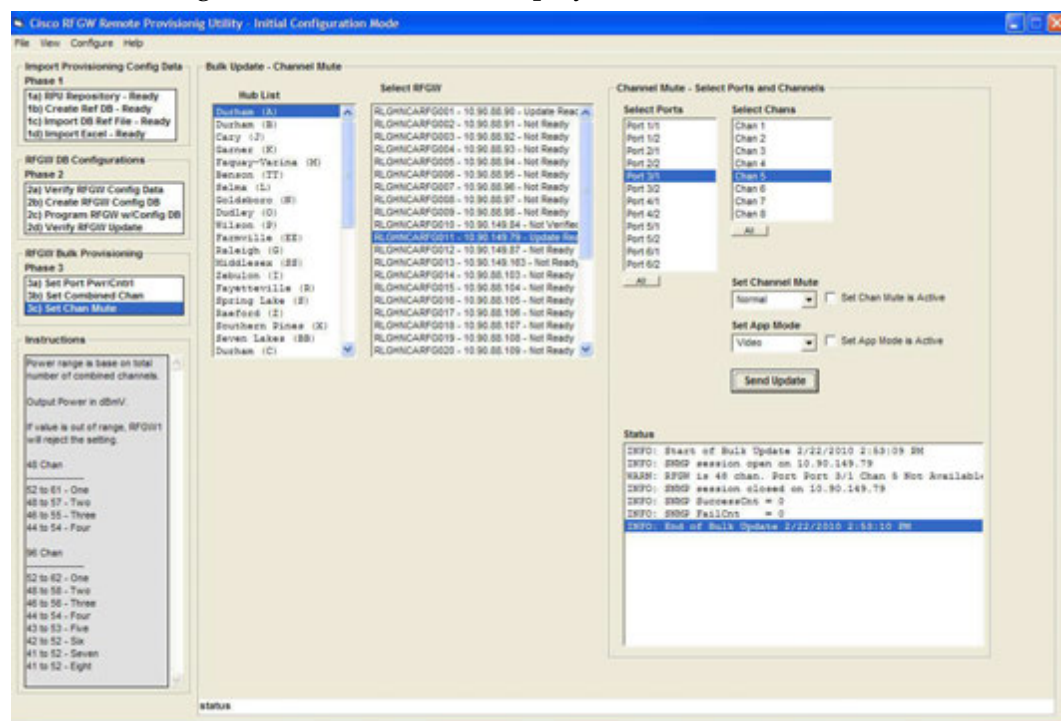 Cisco RFGW Remote Provisionig Utility - Initial Configuration Mode
File View Configure Help
Import Provisioning Config Data
Phase 1
1a) RPU Repository - Ready
1b) Create Ref DB - Ready
1c) Import DB Ref File - Ready
1d) Import Excel - Ready
RFGW DB Configurations
Phase 2
2a) Verify RFGW Config Data
2b) Create RFGW Config DB
2c) Program RFGW w/Config DB
2d) Verify RFGW Update
RFGW Bulk Provisioning
Phase 3
3a) Set Port Pwr/Cntrl
3b) Set Combined Chan
3c) Set Chan Mute
Instructions
Power range is base on total
number of combined channels.
Output Power in dBmV.
If value is out of range, RFGW1
will reject the setting.
48 Chan
52 to 61 - One
48 to 57 - Two
46 to 55 - Three
44 to 54 - Four
96 Chan
52 to 62 - One
48 to 58 - Two
46 to 56 - Three
44 to 54 - Four
43 to 53 - Five
42 to 52 - Six
41 to 52 - Seven
41 to 52 - Eight
Bulk Update - Channel Mute
Hub List
Durham (A)
Durham (B)
Cary (J)
Garner (K)
Fuquay-Varina (M)
Benson (TT)
Selma (L)
Goldsboro (N)
Dudley (O)
Wilson (P)
Farmville (EE)
Raleigh (G)
Middlesex (SS)
Zebulon (I)
Fayetteville (R)
Spring Lake (S)
Raeford (Z)
Southern Pines (X)
Seven Lakes (BB)
Durham (C)
Select RFGW
RLGHNCARFG001 - 10.90.88.90 - Update Reac
RLGHNCARFG002 - 10.90.88.91 - Not Ready
RLGHNCARFG003 - 10.90.88.92 - Not Ready
RLGHNCARFG004 - 10.90.88.93 - Not Ready
RLGHNCARFG005 - 10.90.88.94 - Not Ready
RLGHNCARFG006 - 10.90.88.95 - Not Ready
RLGHNCARFG007 - 10.90.88.96 - Not Ready
RLGHNCARFG008 - 10.90.88.97 - Not Ready
RLGHNCARFG009 - 10.90.88.98 - Not Ready
RLGHNCARFG010 - 10.90.149.84 - Not Verified
RLGHNCARFG011 - 10.90.149.79 - Update Rea
RLGHNCARFG012 - 10.90.149.87 - Not Ready
RLGHNCARFG013 - 10.90.149.163 - Not Ready
RLGHNCARFG014 - 10.90.88.103 - Not Ready
RLGHNCARFG015 - 10.90.88.104 - Not Ready
RLGHNCARFG016 - 10.90.88.105 - Not Ready
RLGHNCARFG017 - 10.90.88.106 - Not Ready
RLGHNCARFG018 - 10.90.88.107 - Not Ready
RLGHNCARFG019 - 10.90.88.108 - Not Ready
RLGHNCARFG020 - 10.90.88.109 - Not Ready
Channel Mute - Select Ports and Channels
Select Ports
Port 1/1
Port 1/2
Port 2/1
Port 2/2
Port 3/1
Port 3/2
Port 4/1
Port 4/2
Port 5/1
Port 5/2
Port 6/1
Port 6/2
All
Select Chans
Chan 1
Chan 2
Chan 3
Chan 4
Chan 5
Chan 6
Chan 7
Chan 8
All
Set Channel Mute
Normal
Set Chan Mute is Active
Set App Mode
Video
Set App Mode is Active
Send Update
Status
INFO: Start of Bulk Update 2/22/2010 2:53:09 PM
INFO: SNMP session open on 10.90.149.79
WARN: RFGW is 48 chan. Port Port 3/1 Chan 5 Not Available
INFO: SNMP session closed on 10.90.149.79
INFO: SNMP SuccessCnt = 0
INFO: SNMP FailCnt = 0
INFO: End of Bulk Update 2/22/2010 2:53:10 PM
status